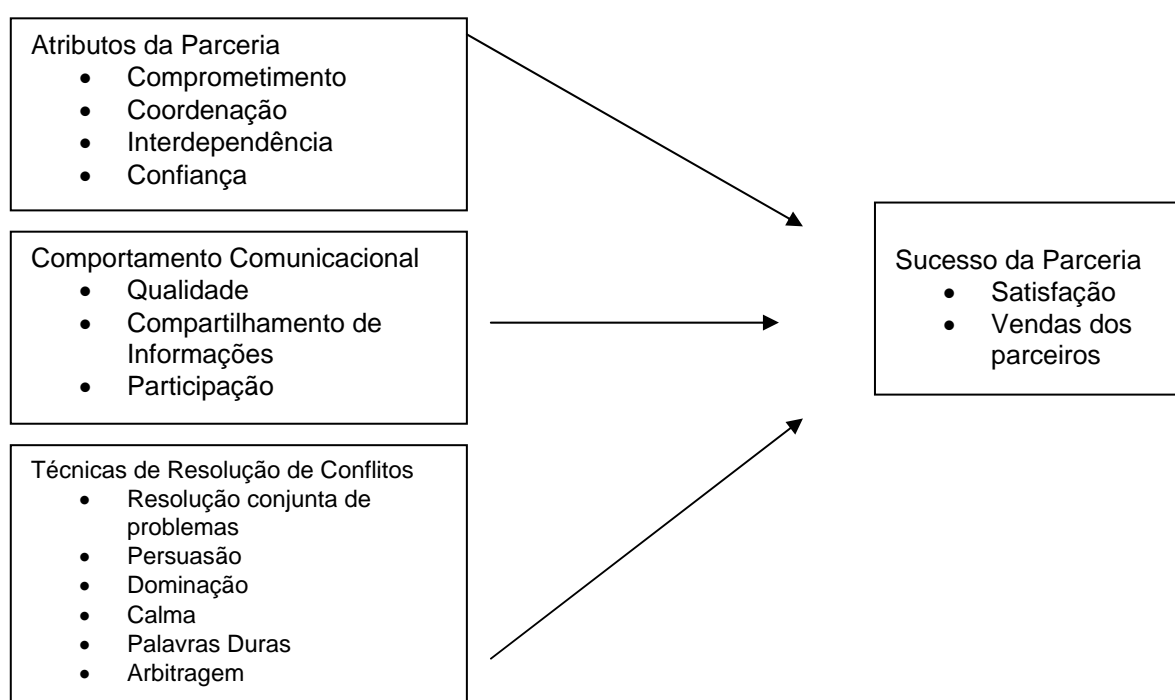 Atributos da Parceria
• Comprometimento
• Coordenação
• Interdependência
• Confiança
Comportamento Comunicacional
• Qualidade
• Compartilhamento de
Informações
• Participação
Técnicas de Resolução de Conflitos
• Resolução conjunta de
problemas
• Persuasão
• Dominação
• Calma
• Palavras Duras
• Arbitragem
Sucesso da Parceria
• Satisfação
• Vendas dos
parceiros